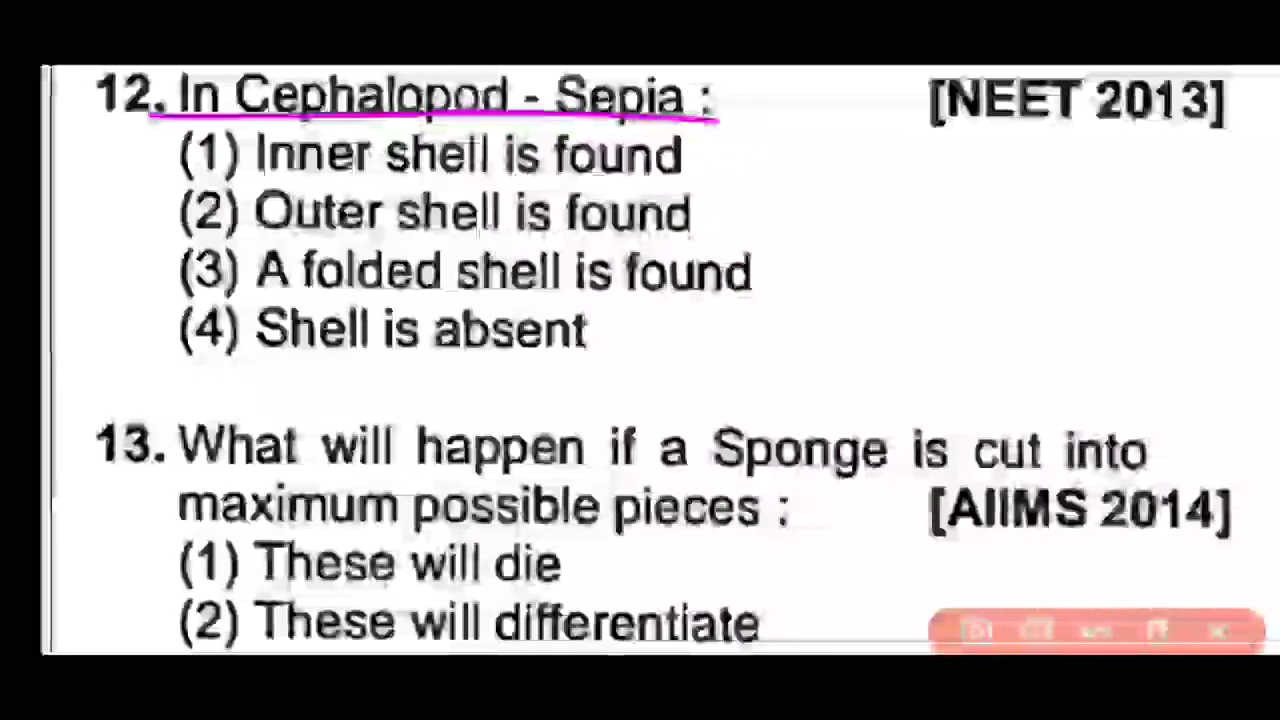 12. In Cephalopod - Sepia : [NEET 2013]
(1) Inner shell is found
(2) Outer shell is found
(3) A folded shell is found
(4) Shell is absent
13. What will happen if a Sponge is cut into
maximum possible pieces : [AIIMS 2014]
(1) These will die
(2) These will differentiate